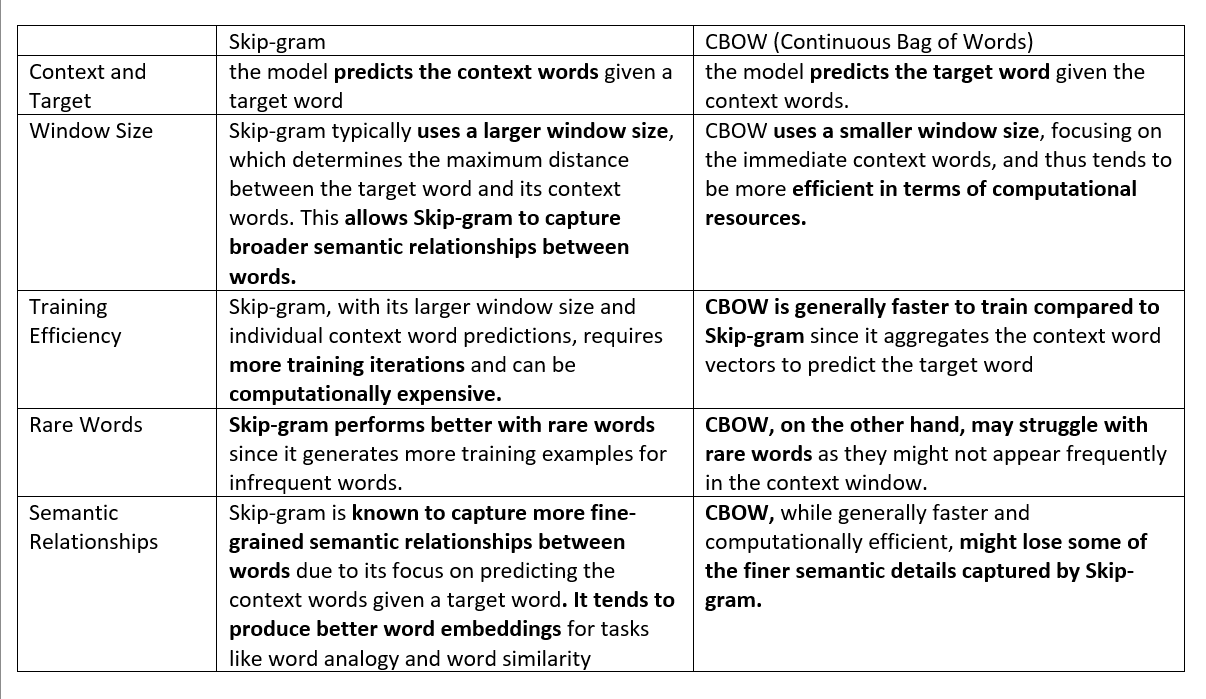 Skip-gram
CBOW (Continuous Bag of Words)
Context and
Target
the model predicts the context words given a
target word
the model predicts the target word given the
context words.
Window Size
Skip-gram typically uses a larger window size,
which determines the maximum distance
between the target word and its context
words. This allows Skip-gram to capture
broader semantic relationships between
words.
CBOW uses a smaller window size, focusing on
the immediate context words, and thus tends to
be more efficient in terms of computational
resources.
Training
Efficiency
Skip-gram, with its larger window size and
individual context word predictions, requires
more training iterations and can be
computationally expensive.
CBOW is generally faster to train compared to
Skip-gram since it aggregates the context word
vectors to predict the target word
Rare Words
Skip-gram performs better with rare words
since it generates more training examples for
infrequent words.
CBOW, on the other hand, may struggle with
rare words as they might not appear frequently
in the context window.
Semantic
Relationships
Skip-gram is known to capture more fine-
grained semantic relationships between
words due to its focus on predicting the
context words given a target word. It tends to
produce better word embeddings for tasks
like word analogy and word similarity
CBOW, while generally faster and
computationally efficient, might lose some of
the finer semantic details captured by Skip-
gram.